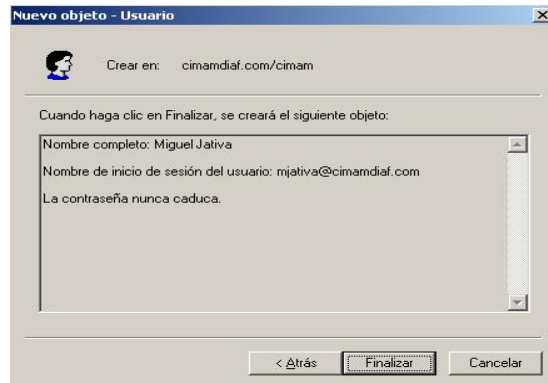 Nuevo objeto - Usuario
Crear en: cimamdiaf.com/cimam
Cuando haga clic en Finalizar, se creará el siguiente objeto:
Nombre completo: Miguel Jativa
Nombre de inicio de sesión del usuario: mjativa@cimamdiaf.com
La contraseña nunca caduca.
< Atrás Finalizar Cancelar